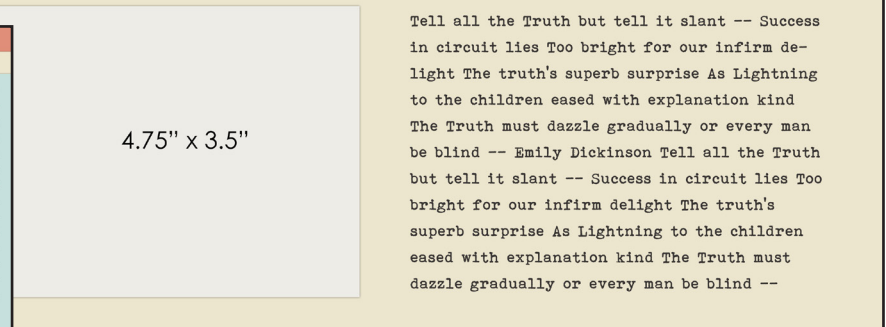 4.75” x 3.5”
Tell all the Truth but tell it slant -- Success
in circuit lies Too bright for our infirm de-
light The truth's superb surprise As Lightning
to the children eased with explanation kind
The Truth must dazzle gradually or every man
be blind -- Emily Dickinson Tell all the Truth
but tell it slant -- Success in circuit lies Too
bright for our infirm delight The truth's
superb surprise As Lightning to the children
eased with explanation kind The Truth must
dazzle gradually or every man be blind --